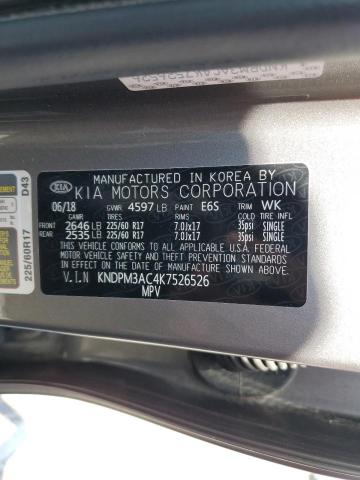 KNDPM3AC4K7526526
MANUFACTURED IN KOREA BY
KIA KIA MOTORS CORPORATION
06/18 GVWR 4597 LB PAINT E6S TRIM WK
TIRES RIMS COLD TIRE INFL.
FRONT 2646 LB 225/60 R17 7.0Jx17 35psi SINGLE
REAR 2535 LB 225/60 R17 7.0Jx17 35psi SINGLE
THIS VEHICLE CONFORMS TO ALL APPLICABLE U.S.A. FEDERAL
MOTOR VEHICLE SAFETY, BUMPER, AND THEFT PREVENTION
STANDARDS IN EFFECT ON THE DATE OF MANUFACTURE
SHOWN ABOVE.
V.I.N KNDPM3AC4K7526526
MPV
D43
225/60R17